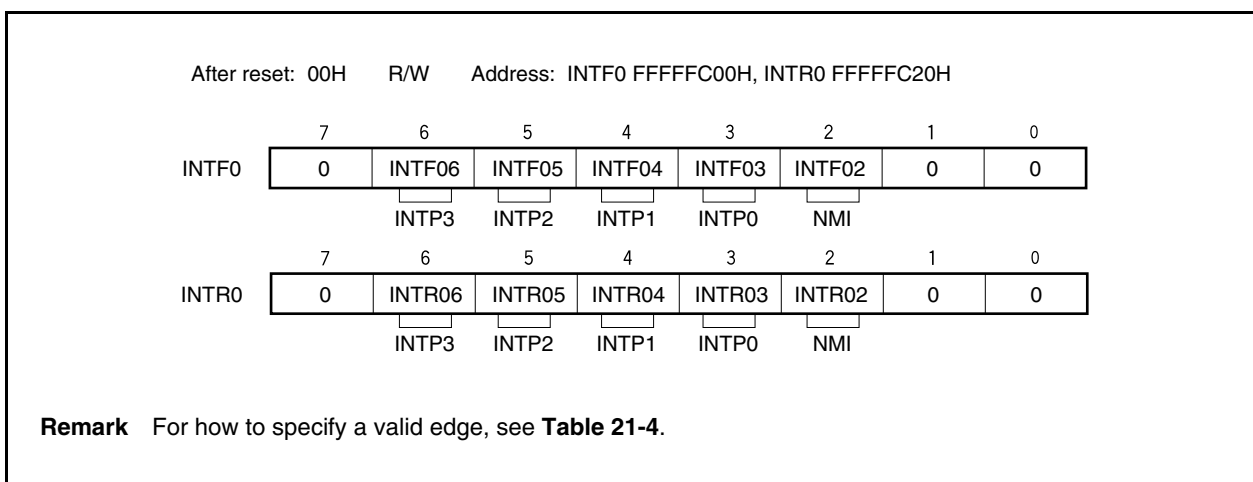 After reset: 00H R/W Address: INTF0 FFFFFC00H, INTR0 FFFFFC20H
7 6 5 4 3 2 1 0
INTF0 0 INTF06 INTF05 INTF04 INTF03 INTF02 0 0
INTP3 INTP2 INTP1 INTP0 NMI
7 6 5 4 3 2 1 0
INTR0 0 INTR06 INTR05 INTR04 INTR03 INTR02 0 0
INTP3 INTP2 INTP1 INTP0 NMI
Remark For how to specify a valid edge, see Table 21-4.